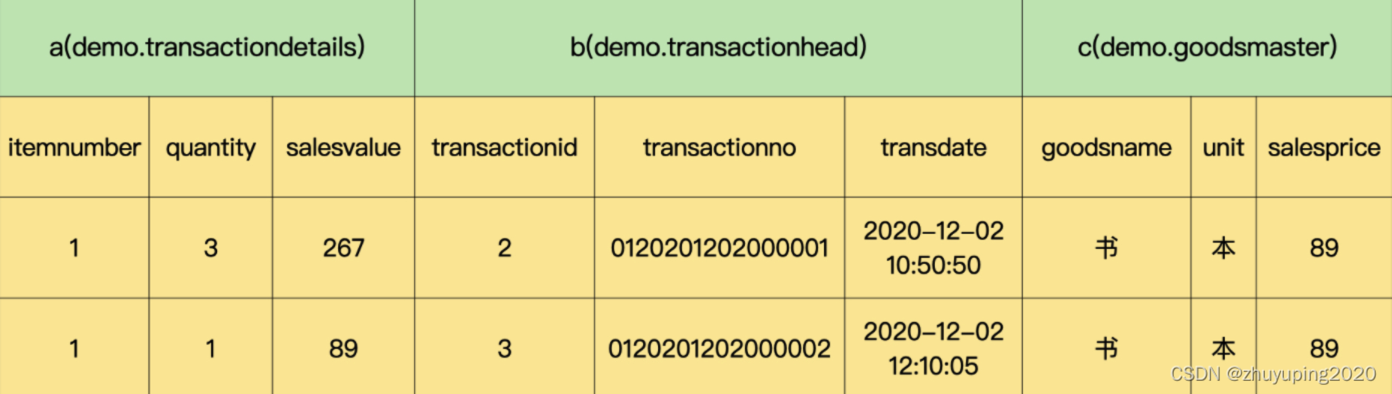 a(demo.transactiondetails) b(demo.transactionhead) c(demo.goodsmaster)
itemnumber quantity salesvalue transactionid transactionno transdate goodsname unit salesprice
1 3 267 2 0120201202000001 2020–12–02 10:50:50 书 本 89
1 1 89 3 0120201202000002 2020–12–02 12:10:05 书 本 89
CSDN @zhuyuping2020